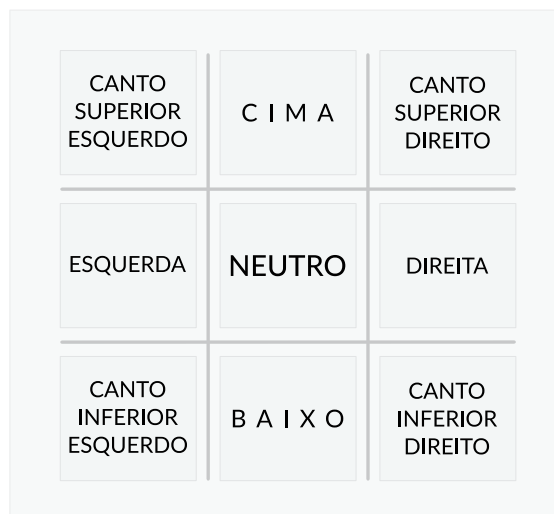 CANTO
SUPERIOR
ESQUERDO
C I M A
CANTO
SUPERIOR
DIREITO
ESQUERDA
NEUTRO
DIREITA
CANTO
INFERIOR
ESQUERDO
B A I X O
CANTO
INFERIOR
DIREITO